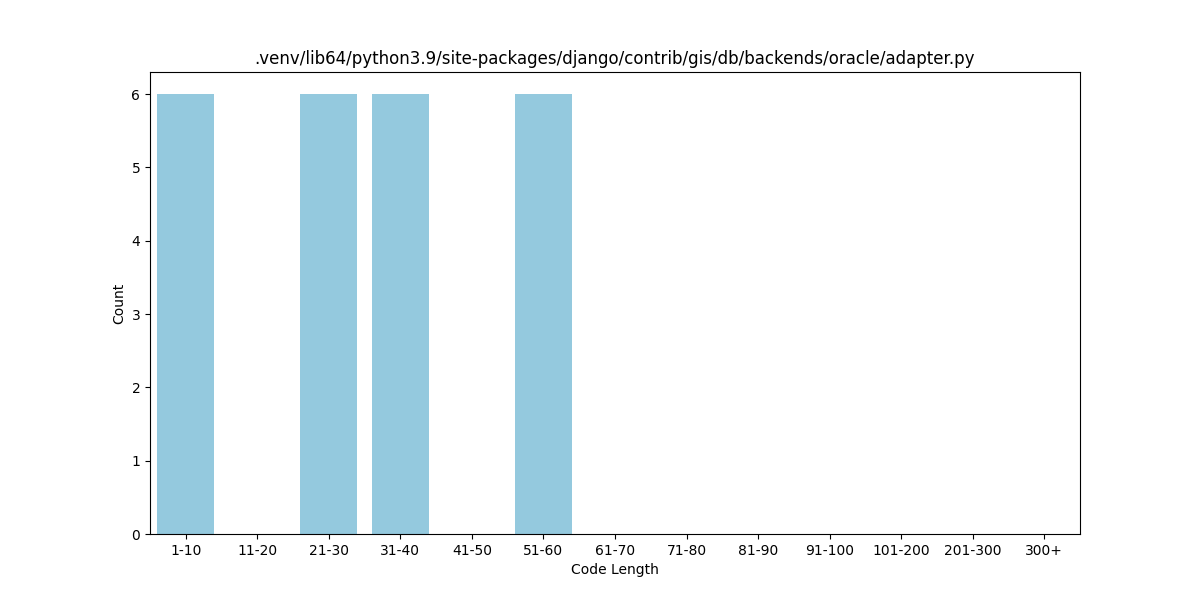 .venv/lib64/python3.9/site-packages/django/contrib/gis/db/backends/oracle/adapter.py
6
5
4
3
2
1
0
Count
1-10 11-20 21-30 31-40 41-50 51-60 61-70 71-80 81-90 91-100 101-200 201-300 300+
Code Length